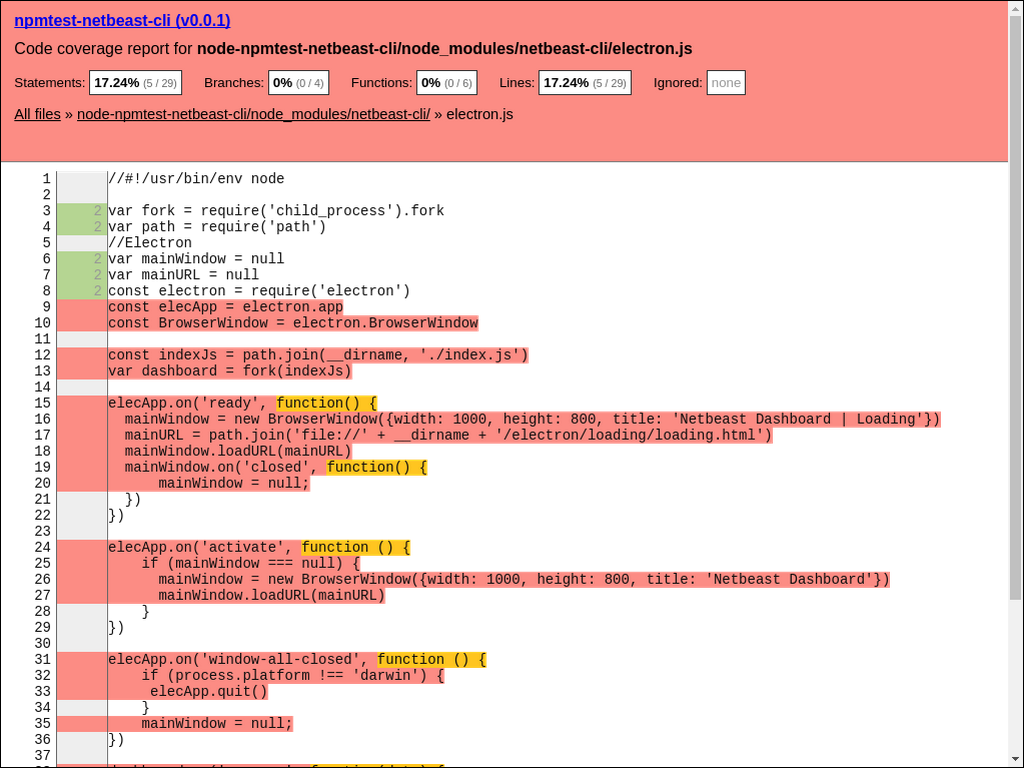 npmtest-netbeast-cli (v0.0.1)
Code coverage report for node-npmtest-netbeast-cli/node_modules/netbeast-cli/electron.js
Statements: 17.24% (5 / 29) Branches: 0% (0 / 4) Functions: 0% (0 / 6) Lines: 17.24% (5 / 29) Ignored: none
All files » node-npmtest-netbeast-cli/node_modules/netbeast-cli/ » electron.js
1 //#!/usr/bin/env node
2
3 2 var fork = require('child_process').fork
4 2 var path = require('path')
5 //Electron
6 2 var mainWindow = null
7 2 var mainURL = null
8 2 const electron = require('electron')
9 const elecApp = electron.app
10 const BrowserWindow = electron.BrowserWindow
11
12 const indexJs = path.join(__dirname, './index.js')
13 var dashboard = fork(indexJs)
14
15 elecApp.on('ready', function() {
16   mainWindow = new BrowserWindow({width: 1000, height: 800, title: 'Netbeast Dashboard | Loading'})
17   mainURL = path.join('file://' + __dirname + '/electron/loading/loading.html')
18   mainWindow.loadURL(mainURL)
19   mainWindow.on('closed', function() {
20       mainWindow = null;
21   })
22 })
23
24 elecApp.on('activate', function () {
25     if (mainWindow === null) {
26       mainWindow = new BrowserWindow({width: 1000, height: 800, title: 'Netbeast Dashboard'})
27       mainWindow.loadURL(mainURL)
28     }
29 })
30
31 elecApp.on('window-all-closed', function () {
32     if (process.platform !== 'darwin') {
33      elecApp.quit()
34     }
35     mainWindow = null;
36 })
37